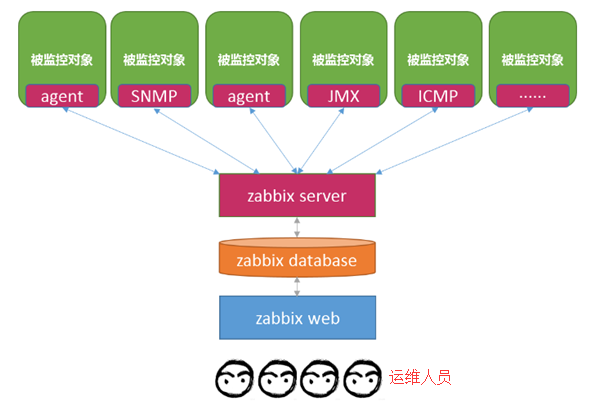 被监控对象 被监控对象 被监控对象 被监控对象 被监控对象 被监控对象
agent SNMP agent JMX ICMP ······
zabbix server
zabbix database
zabbix web
运维人员